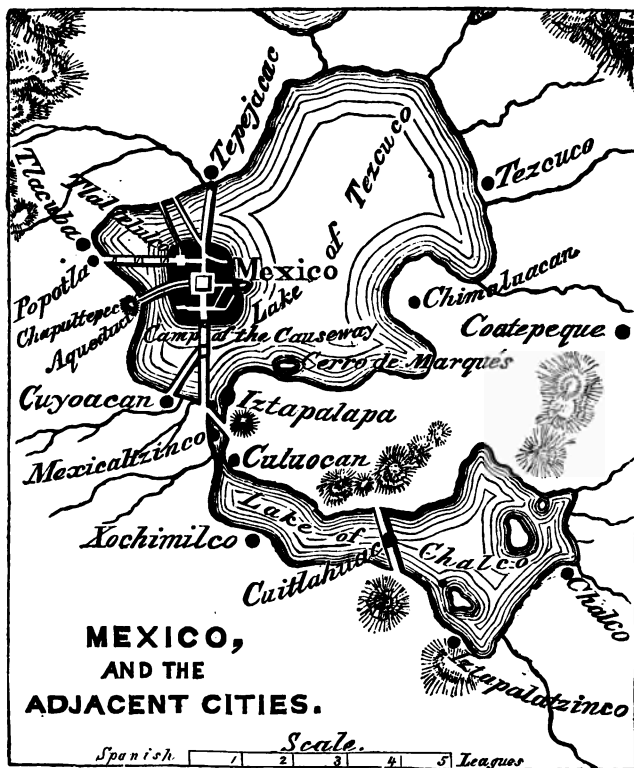 Tepejacac
Tlacuba
Tezcuco
Lake of Tezcuco
Popotla
Mexico
Chapultepec
Aqueduct
Chimaluacan
Coatepeque
Camp of the Causeway
Cerro de Marqués
Cuyoacan
Iztapalapa
Mexicaltzinco
Culuocan
Xochimilco
Lake of Chalco
Cuitlahuac
Chalco
Iztapalatzinco
MEXICO,
AND THE
ADJACENT CITIES.
Scale.
Spanish 1 2 3 4 5 Leagues